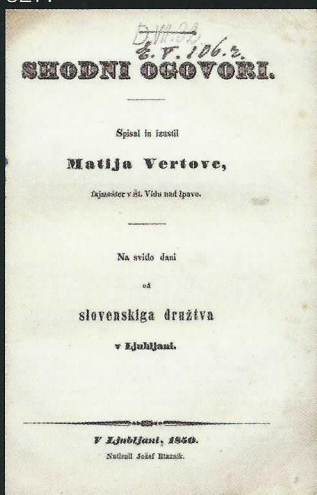 SHODNI OGOVORI.
Spisal in izustil
Matija Vertovc,
fajmošter v št. Vidu nad Ipavo.
Na svitlo dani
od
slovenskiga družtva
v Ljubljani.
V Ljubljani, 1850.
Natisnil Jožef Blaznik.